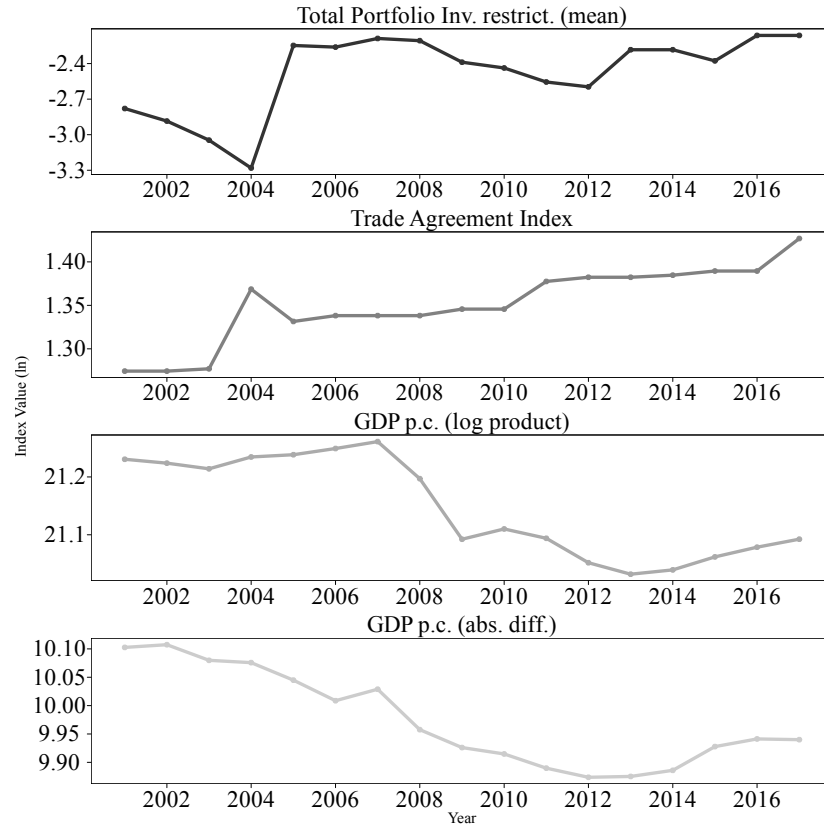 Total Portfolio Inv. restrict. (mean)
-2.4
-2.7
-3.0
-3.3
2002 2004 2006 2008 2010 2012 2014 2016
Trade Agreement Index
1.40
1.35
1.30
2002 2004 2006 2008 2010 2012 2014 2016
Index Value (ln)
GDP p.c. (log product)
21.2
21.1
2002 2004 2006 2008 2010 2012 2014 2016
GDP p.c. (abs. diff.)
10.10
10.05
10.00
9.95
9.90
2002 2004 2006 2008 2010 2012 2014 2016
Year